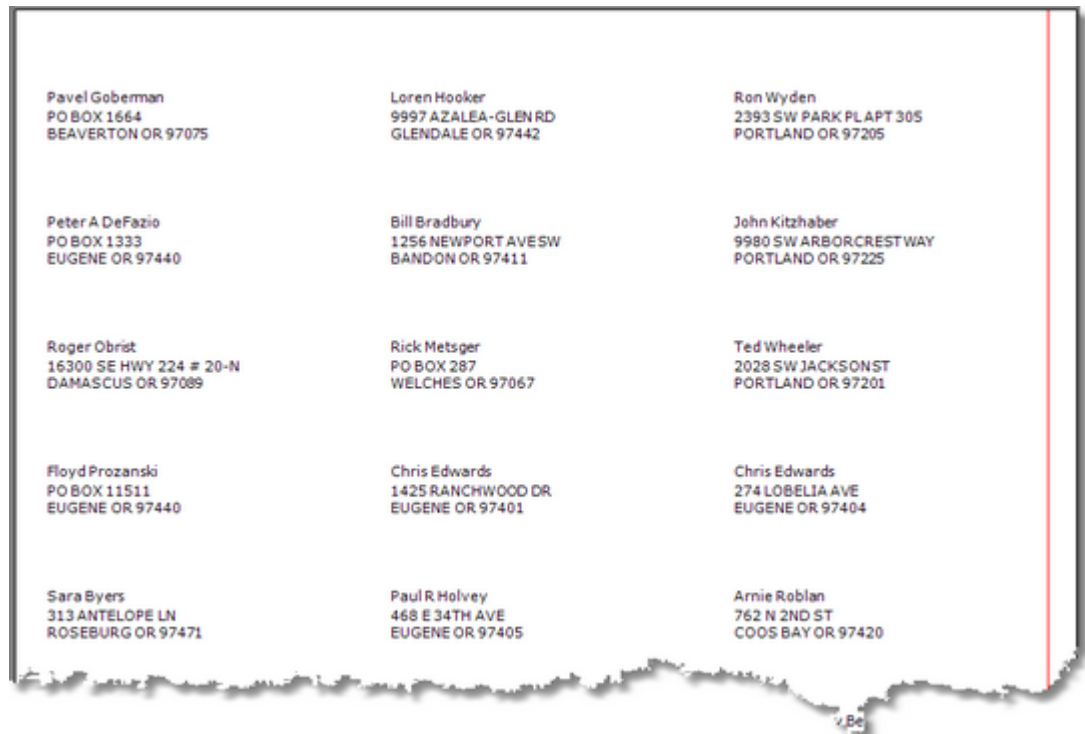 Pavel Goberman
PO BOX 1664
BEAVERTON OR 97075
Loren Hooker
9997 AZALEA-GLEN RD
GLENDALE OR 97442
Ron Wyden
2393 SW PARK PL APT 305
PORTLAND OR 97205
Peter A DeFazio
PO BOX 1333
EUGENE OR 97440
Bill Bradbury
1256 NEWPORT AVE SW
BANDON OR 97411
John Kitzhaber
9980 SW ARBORCREST WAY
PORTLAND OR 97225
Roger Obrist
16300 SE HWY 224 # 20-N
DAMASCUS OR 97089
Rick Metsger
PO BOX 287
WELCHES OR 97067
Ted Wheeler
2028 SW JACKSON ST
PORTLAND OR 97201
Floyd Prozanski
PO BOX 11511
EUGENE OR 97440
Chris Edwards
1425 RANCHWOOD DR
EUGENE OR 97401
Chris Edwards
274 LOBELIA AVE
EUGENE OR 97404
Sara Byers
313 ANTELOPE LN
ROSEBURG OR 97471
Paul R Holvey
468 E 34TH AVE
EUGENE OR 97405
Arnie Roblan
762 N 2ND ST
COOS BAY OR 97420